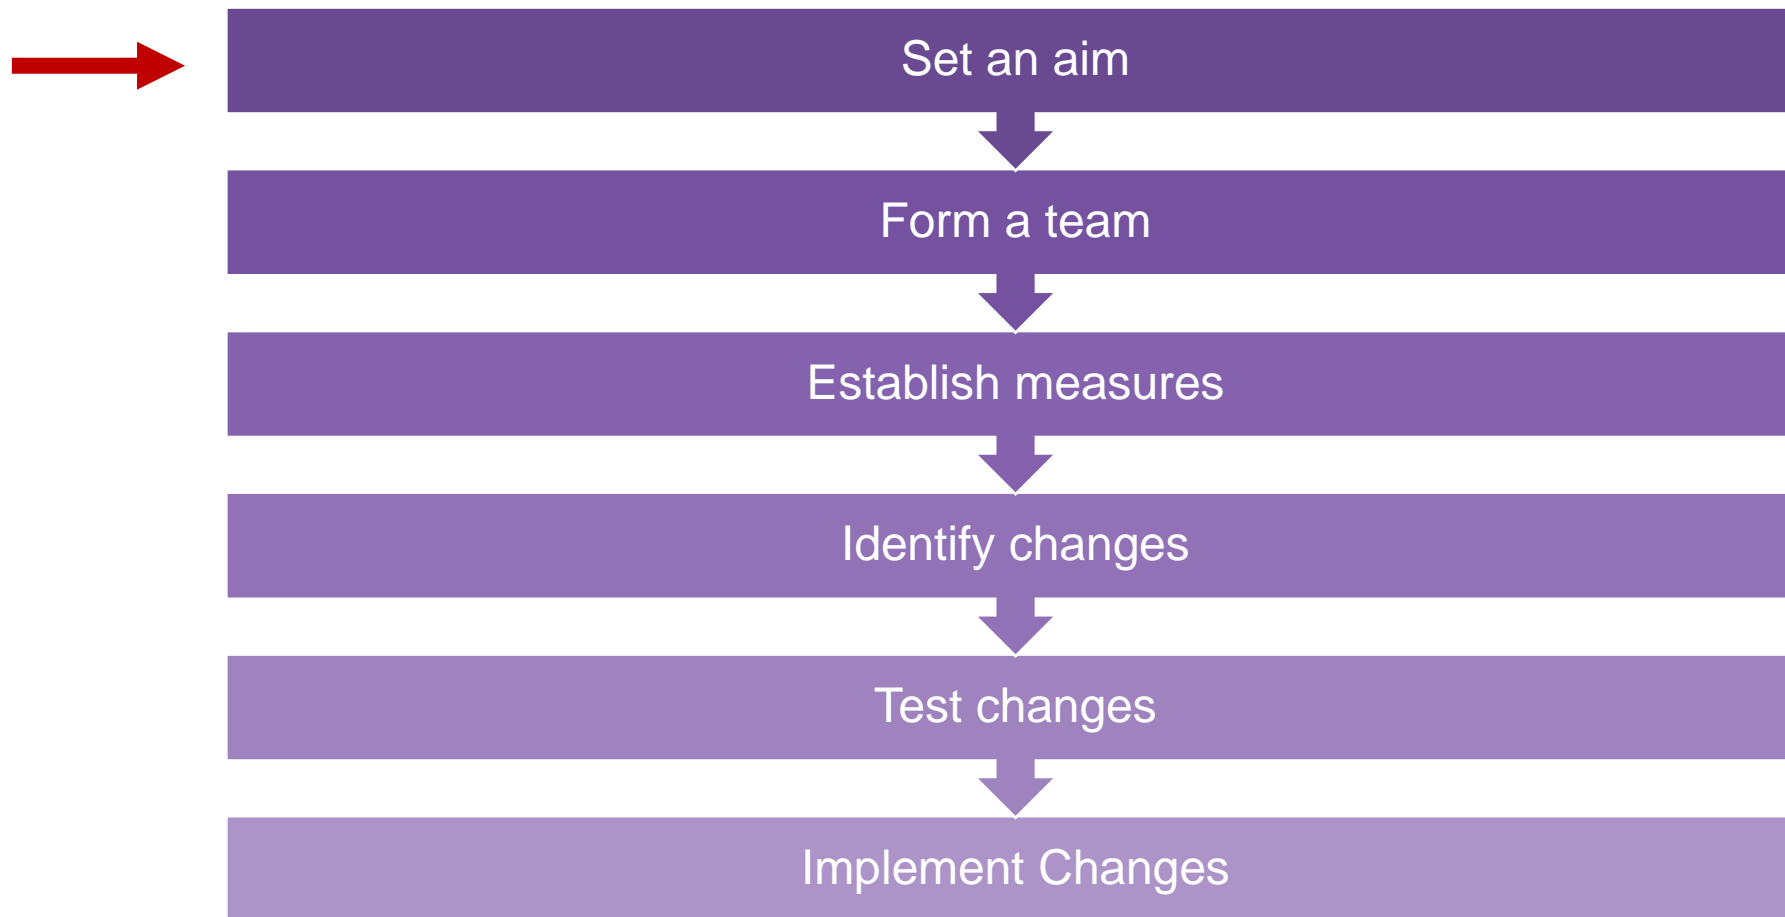 Set an aim
Form a team
Establish measures
Identify changes
Test changes
Implement Changes